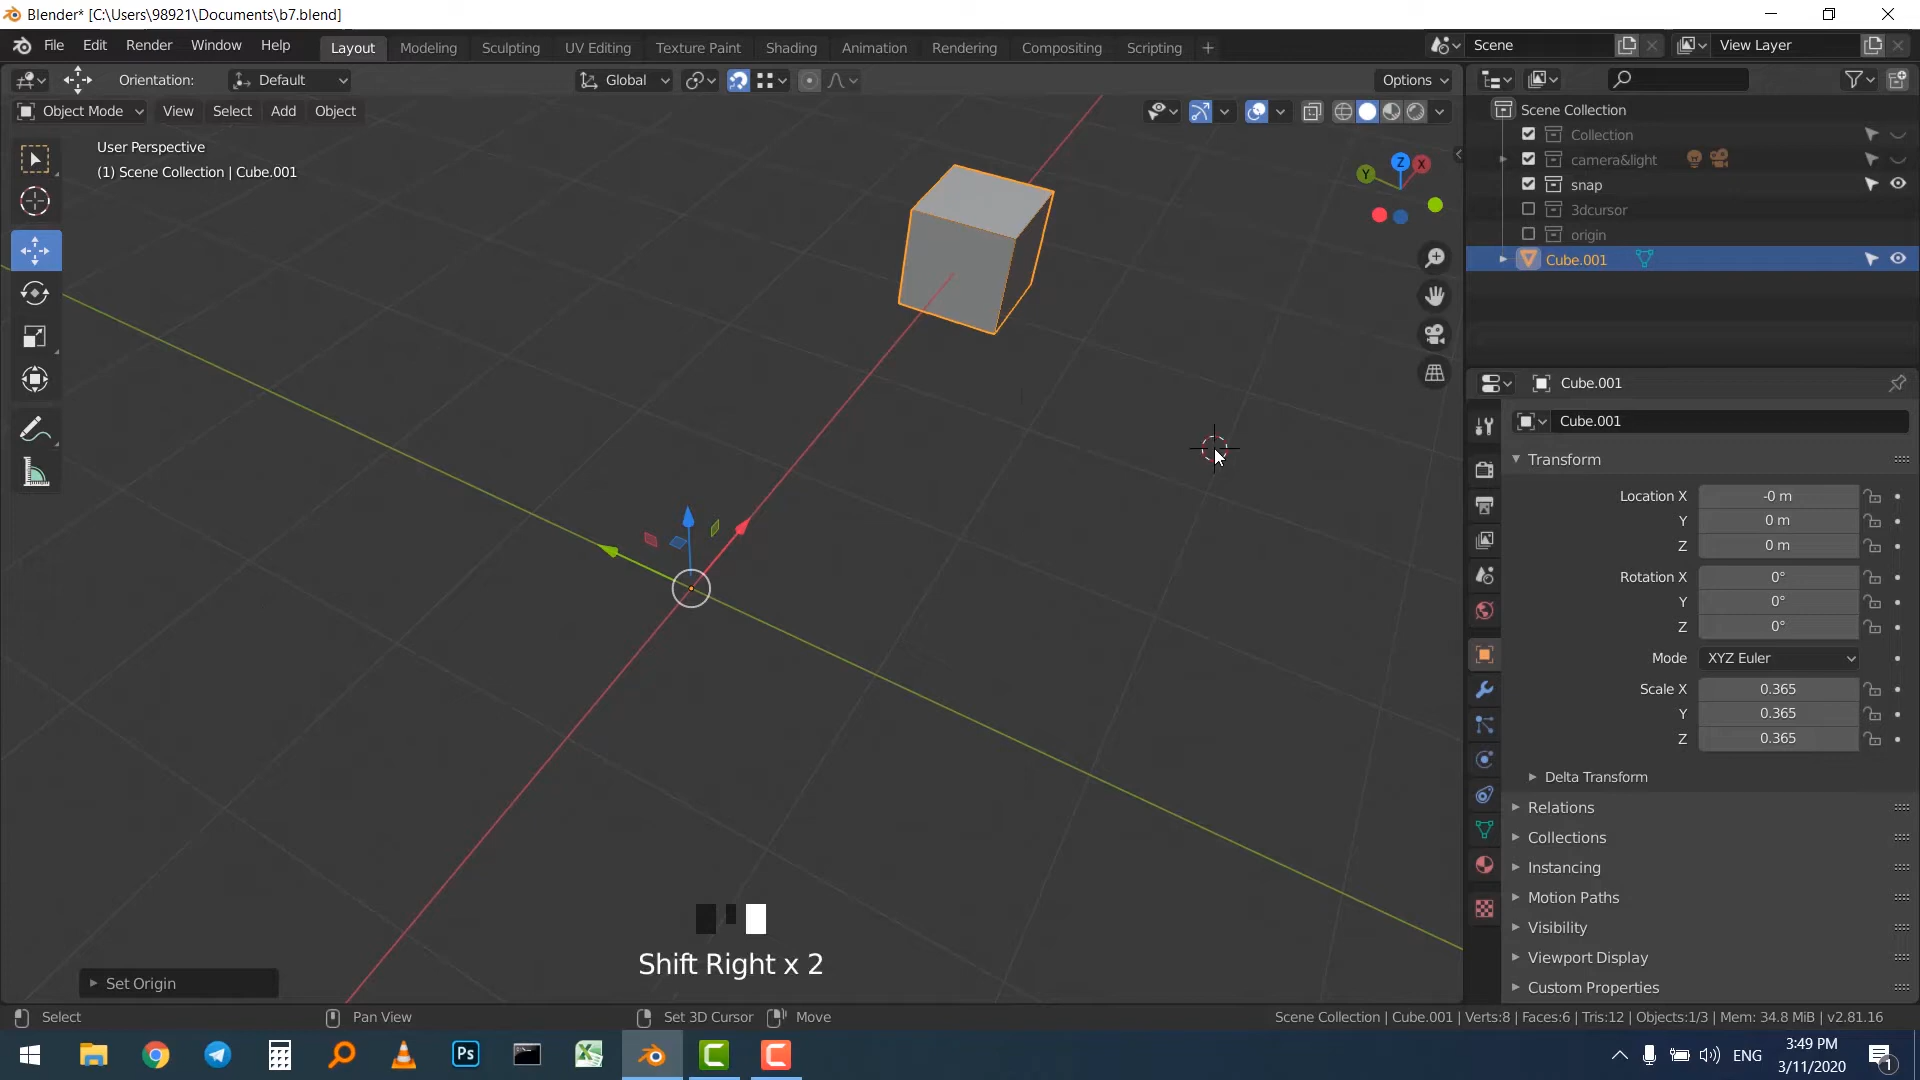 Blender* [C:\Users\98921\Documents\b7.blend]
File Edit Render Window Help Layout Modeling Sculpting UV Editing Texture Paint Shading Animation Rendering Compositing Scripting + Scene View Layer
Orientation: Default Global Options
Object Mode View Select Add Object
User Perspective
(1) Scene Collection | Cube.001
Z X
Y
Scene Collection
Collection
camera&light
snap
3dcursor
origin
Cube.001
Cube.001
Cube.001
Transform
Location X -0 m
Y 0 m
Z 0 m
Rotation X 0°
Y 0°
Z 0°
Mode XYZ Euler
Scale X 0.365
Y 0.365
Z 0.365
Delta Transform
Relations
Collections
Instancing
Motion Paths
Visibility
Viewport Display
Custom Properties
Shift Right x 2
Set Origin
Select Pan View Set 3D Cursor Move Scene Collection | Cube.001 | Verts:8 | Faces:6 | Tris:12 | Objects:1/3 | Mem: 34.8 MiB | v2.81.16
Ps
ENG
3:49 PM
3/11/2020
1